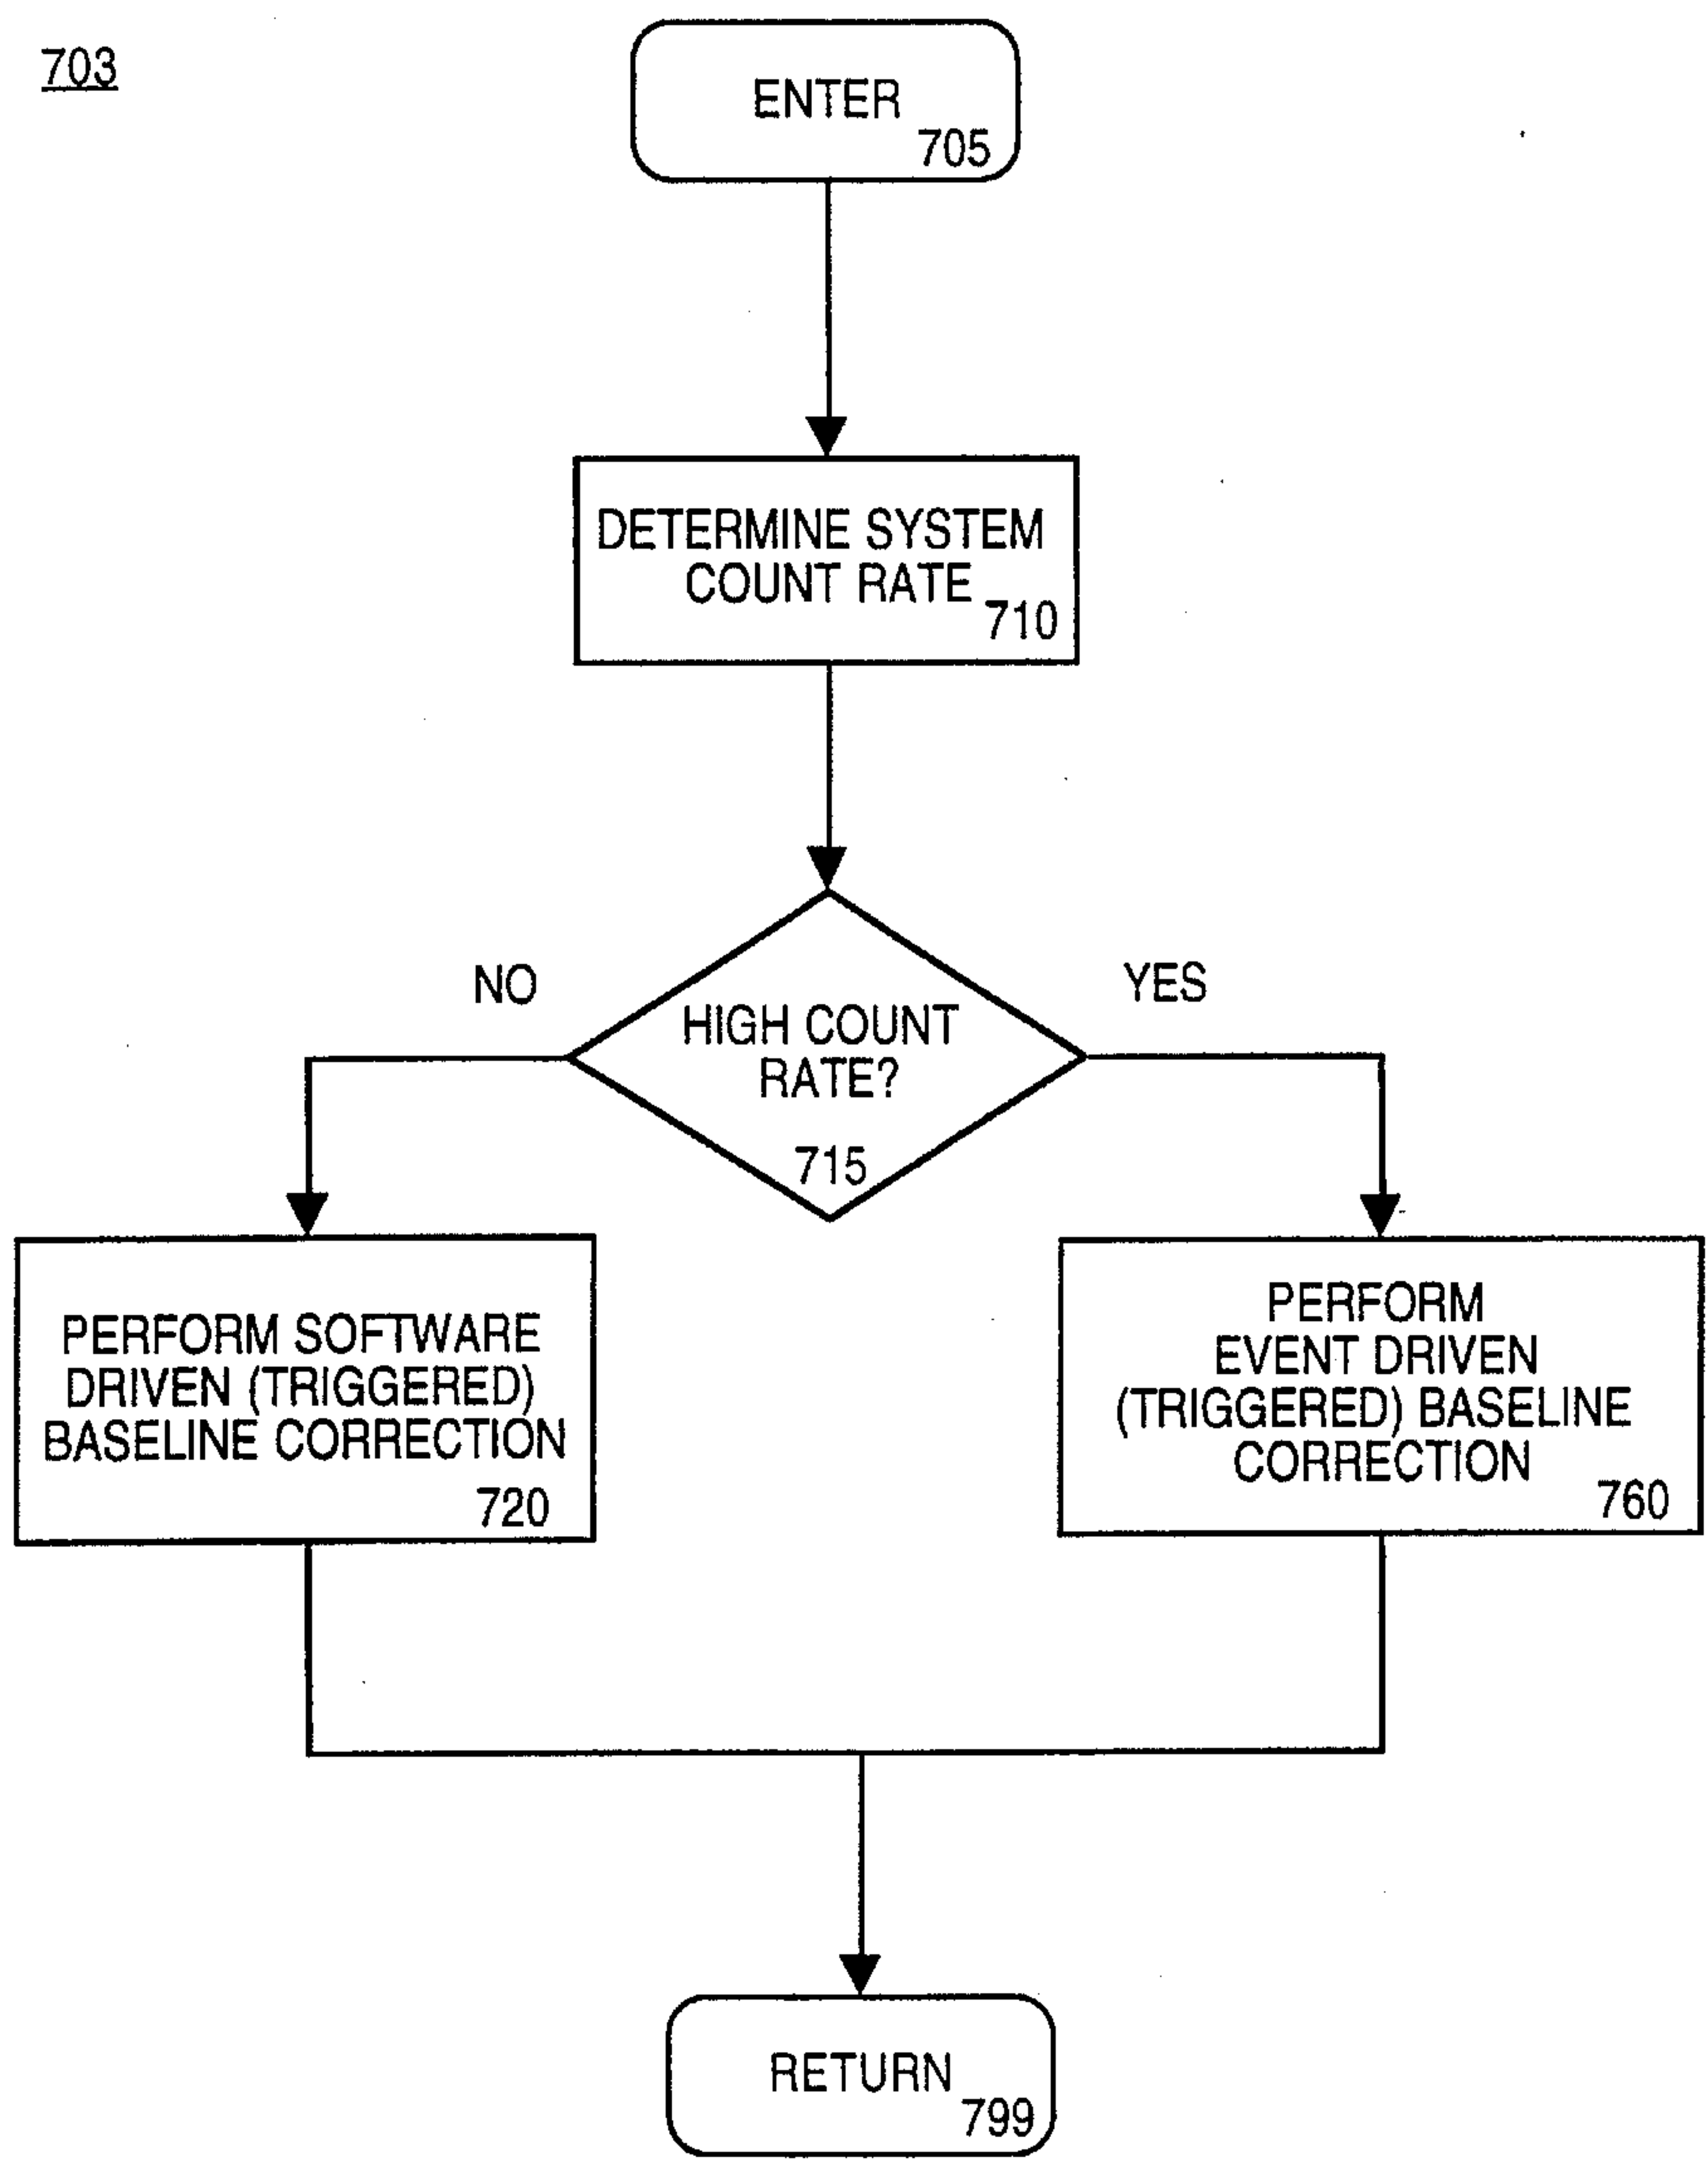 703
ENTER
705
DETERMINE SYSTEM
COUNT RATE
710
NO
YES
HIGH COUNT
RATE?
715
PERFORM SOFTWARE
DRIVEN (TRIGGERED)
BASELINE CORRECTION
720
PERFORM
EVENT DRIVEN
(TRIGGERED) BASELINE
CORRECTION
760
RETURN
799